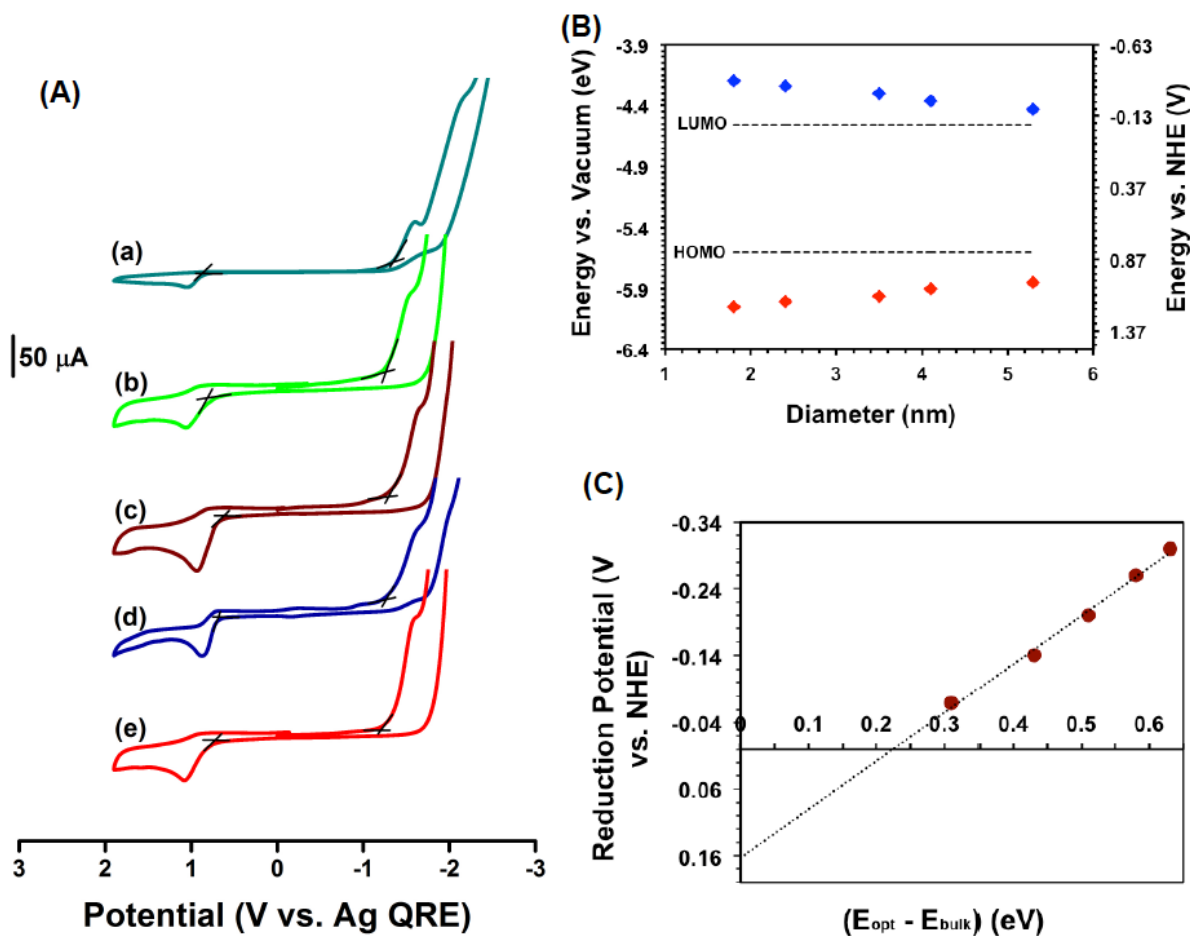 (A)
(a)
50 μA
(b)
(c)
(d)
(e)
3 2 1 0 -1 -2 -3
Potential (V vs. Ag QRE)
(B)
Energy vs. Vacuum (eV)
-3.9
-4.4
-4.9
-5.4
-5.9
-6.4
LUMO
HOMO
-0.63
-0.13
0.37
0.87
1.37
Energy vs. NHE (V)
1 2 3 4 5 6
Diameter (nm)
(C)
Reduction Potential (V
vs. NHE)
-0.34
-0.24
-0.14
-0.04
0.06
0.16
0 0.1 0.2 0.3 0.4 0.5 0.6
(Eopt - Ebulk) (eV)